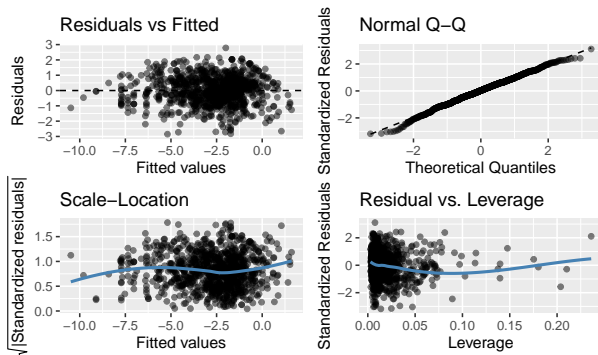 Residuals vs Fitted
Residuals
3
2
1
0
−1
−2
−3
−10.0 −7.5 −5.0 −2.5 0.0
Fitted values
Normal Q−Q
Standardized Residuals
2
0
−2
−2 0 2
Theoretical Quantiles
Scale−Location
√|Standardized residuals|
1.5
1.0
0.5
0.0
−10.0 −7.5 −5.0 −2.5 0.0
Fitted values
Residual vs. Leverage
Standardized Residuals
2
0
−2
0.00 0.05 0.10 0.15 0.20
Leverage